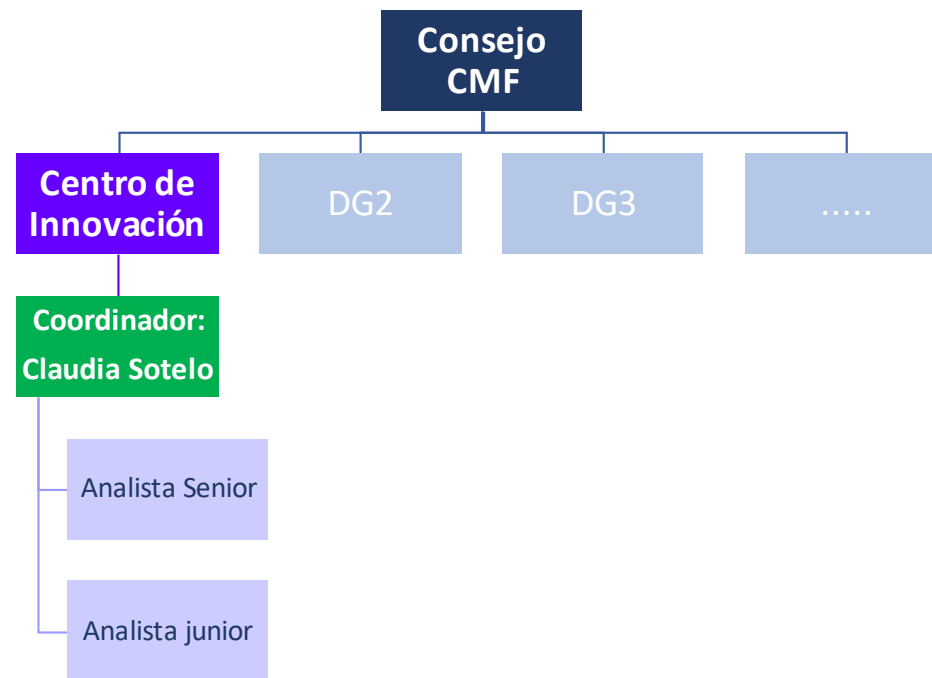 Consejo
CMF
Centro de
Innovación
DG2
DG3
.....
Coordinador:
Claudia Sotelo
Analista Senior
Analista junior